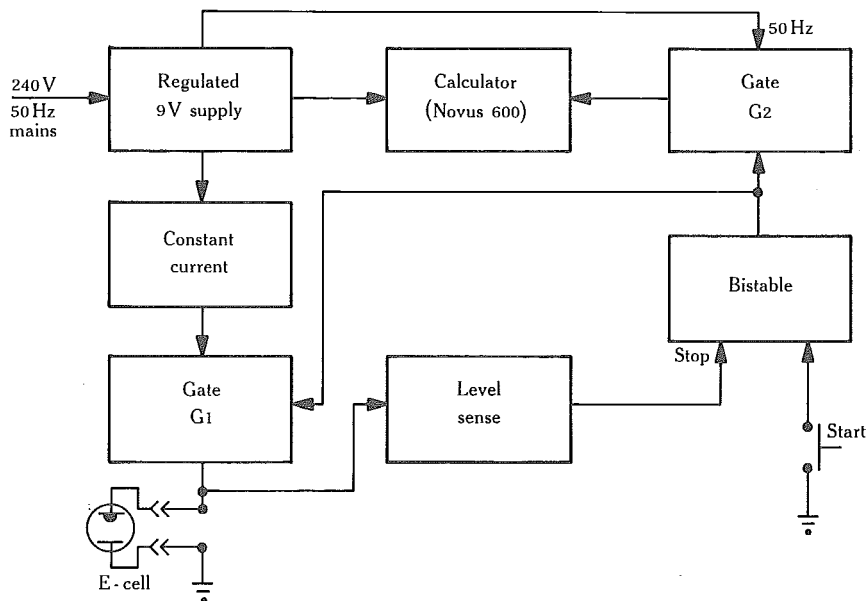 50 Hz
240 V
50 Hz
mains
Regulated
9V supply
Calculator
(Novus 600)
Gate
G2
Constant
current
Bistable
Stop
Gate
G1
Level
sense
Start
E-cell